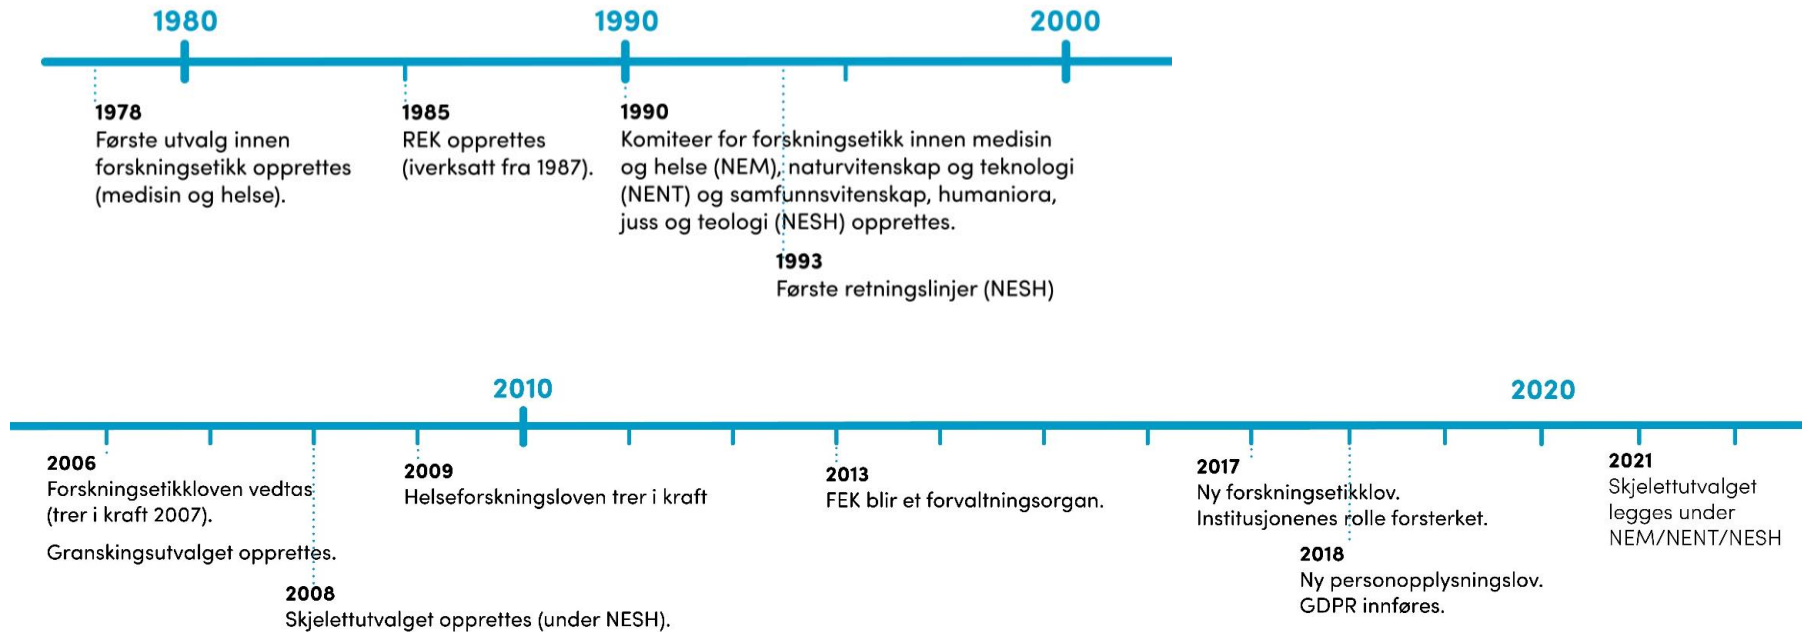 1980
1990
2000
1978
Første utvalg innen
forskningsetikk opprettes
(medisin og helse).
1985
REK opprettes
(iverksatt fra 1987).
1990
Komiteer for forskningsetikk innen medisin
og helse (NEM), naturvitenskap og teknologi
(NENT) og samfunnsvitenskap, humaniora,
juss og teologi (NESH) opprettes.
1993
Første retningslinjer (NESH)
2010
2020
2006
Forskningsetikkloven vedtas
(trer i kraft 2007).
Granskingsutvalget opprettes.
2008
Skjelettutvalget opprettes (under NESH).
2009
Helseforskningsloven trer i kraft
2013
FEK blir et forvaltningsorgan.
2017
Ny forskningsetikklov.
Institusjonenes rolle forsterket.
2018
Ny personopplysningslov.
GDPR innføres.
2021
Skjelettutvalget
legges under
NEM/NENT/NESH